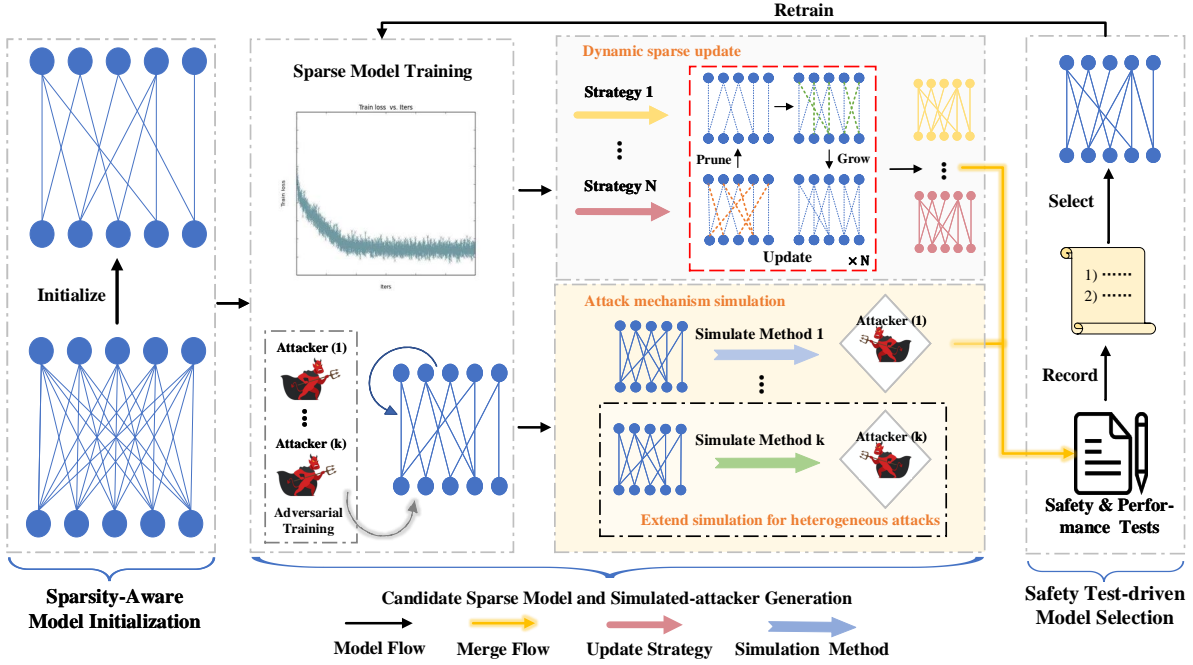 Retrain
Initialize
Sparsity-Aware
Model Initialization
Sparse Model Training
Train loss vs. Iters
Train loss
Iters
Attacker (1)
Attacker (k)
Adversarial
Training
Dynamic sparse update
Strategy 1
Strategy N
Prune
Grow
Update
× N
Attack mechanism simulation
Simulate Method 1
Attacker (1)
Simulate Method k
Attacker (k)
Extend simulation for heterogeneous attacks
Candidate Sparse Model and Simulated-attacker Generation
Select
1) ······
2) ······
Record
Safety & Perfor-
mance Tests
Safety Test-driven
Model Selection
Model Flow
Merge Flow
Update Strategy
Simulation Method